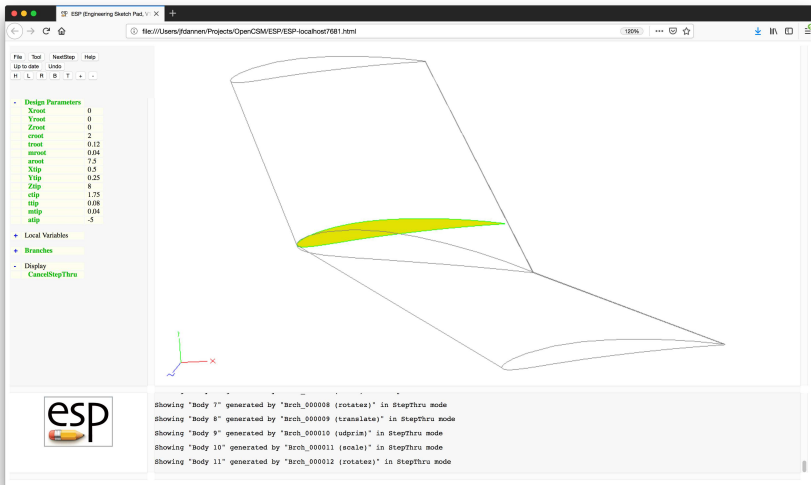 ESP (Engineering Sketch Pad, V
file:///Users/jfdannen/Projects/OpenCSM/ESP/ESP-localhost7681.html
120%
File Tool NextStep Help
Up to date Undo
H L R B T + -
- Design Parameters
Xroot 0
Yroot 0
Zroot 0
croot 2
troot 0.12
mroot 0.04
aroot 7.5
Xtip 0.5
Ytip 0.25
Ztip 8
ctip 1.75
ttip 0.08
mtip 0.04
atip -5
+ Local Variables
+ Branches
- Display
CancelStepThru
X
esp
Showing "Body 7" generated by "Brch_000008 (rotatez)" in StepThru mode
Showing "Body 8" generated by "Brch_000009 (translate)" in StepThru mode
Showing "Body 9" generated by "Brch_000010 (udprim)" in StepThru mode
Showing "Body 10" generated by "Brch_000011 (scale)" in StepThru mode
Showing "Body 11" generated by "Brch_000012 (rotatez)" in StepThru mode